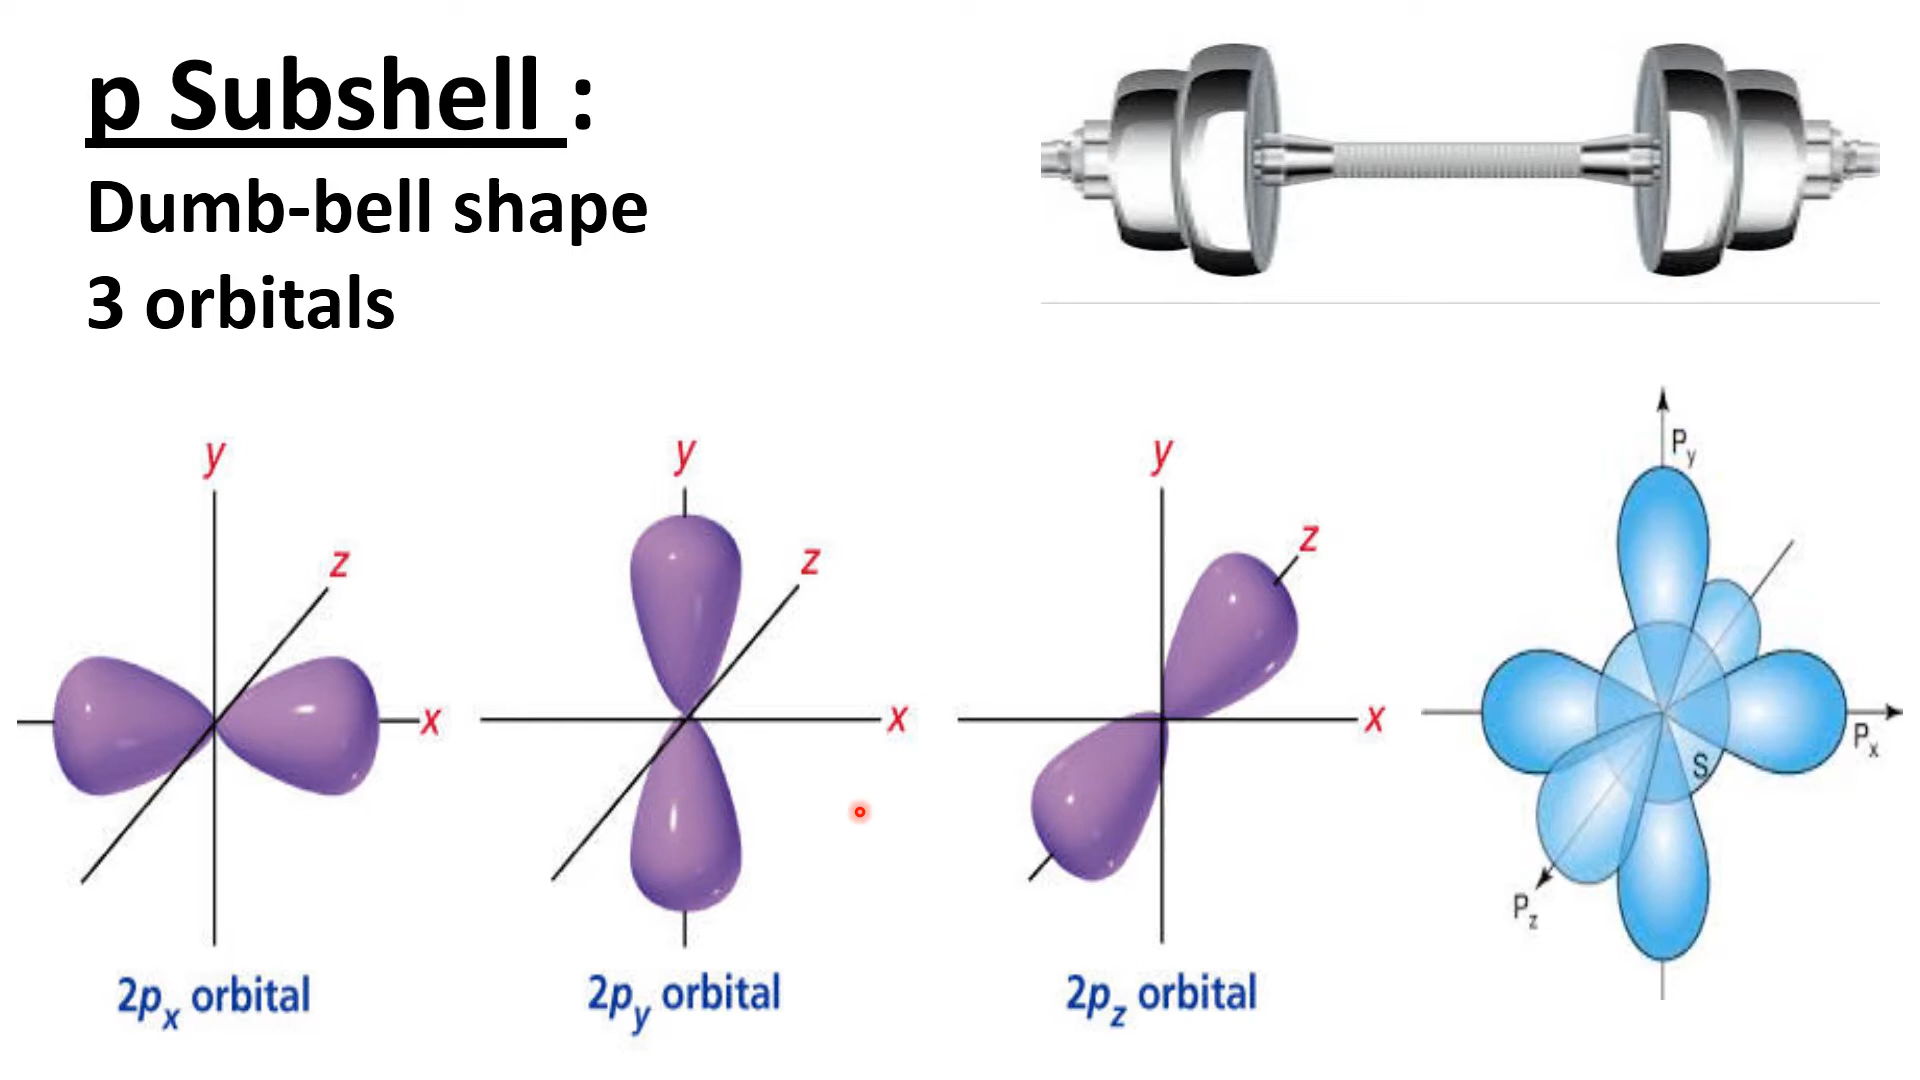 p Subshell :
Dumb-bell shape
3 orbitals
y
z
x
2px orbital
y
z
x
2py orbital
y
z
x
2pz orbital
Py
Px
S
Pz